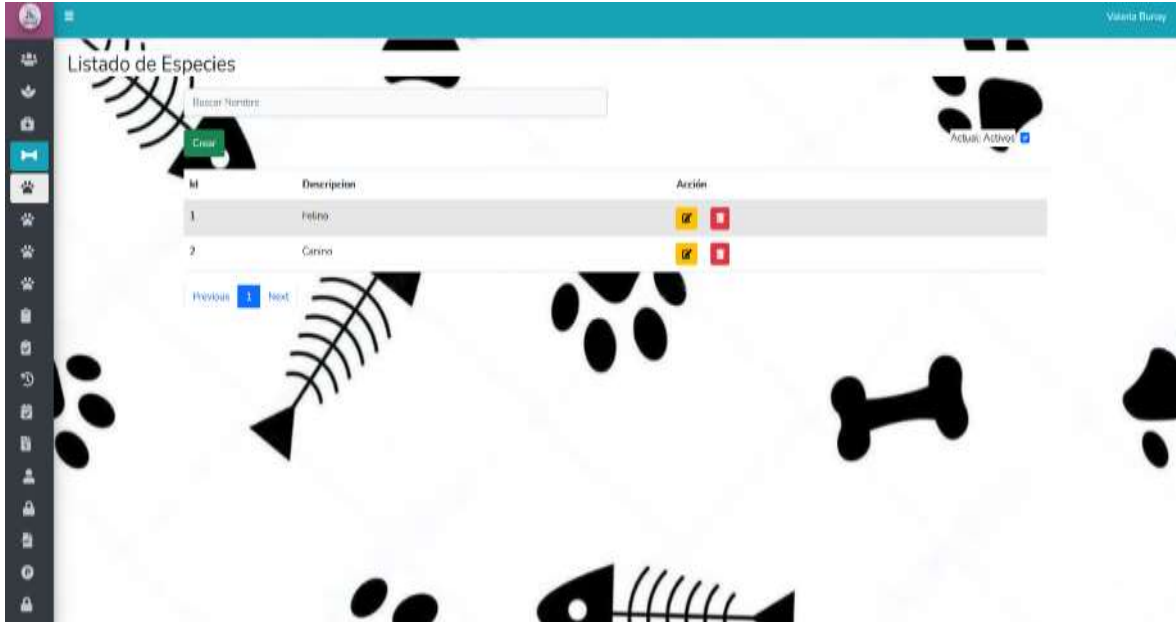 Valeria Bunay
Listado de Especies
Buscar Nombre
Crear
Actual: Activos
Id Descripcion Acción
1 Felino
2 Canino
Previous 1 Next